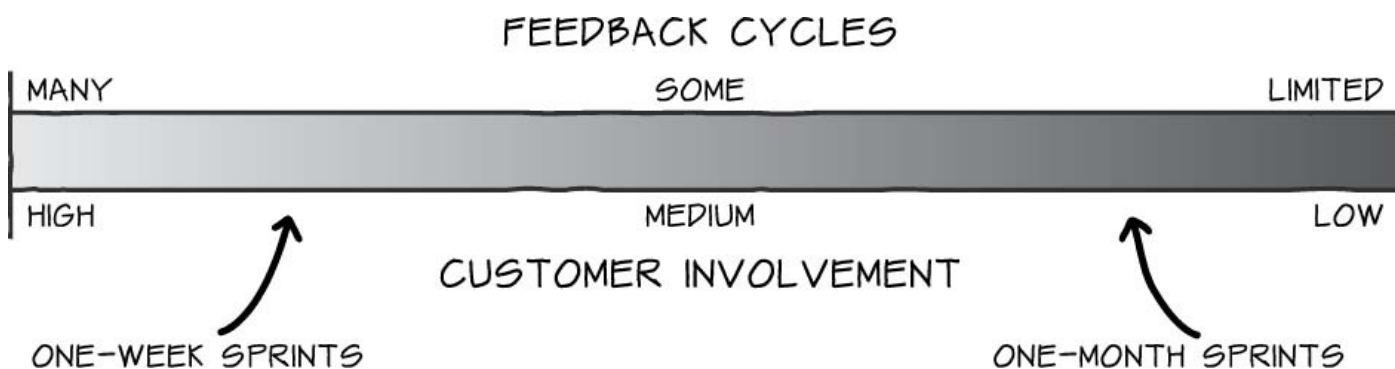 FEEDBACK CYCLES
MANY SOME LIMITED
HIGH MEDIUM LOW
CUSTOMER INVOLVEMENT
ONE-WEEK SPRINTS ONE-MONTH SPRINTS